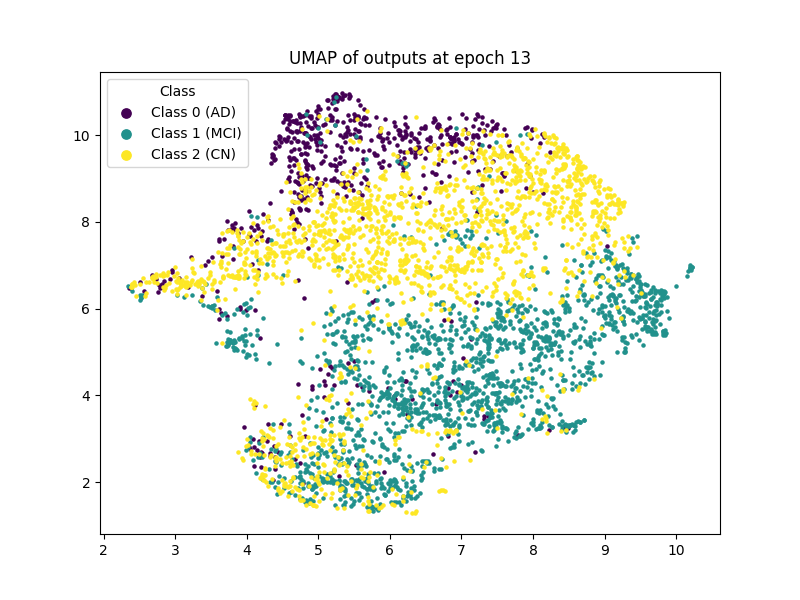 UMAP of outputs at epoch 13
Class
Class 0 (AD)
Class 1 (MCI)
Class 2 (CN)
10
8
6
4
2
2 3 4 5 6 7 8 9 10